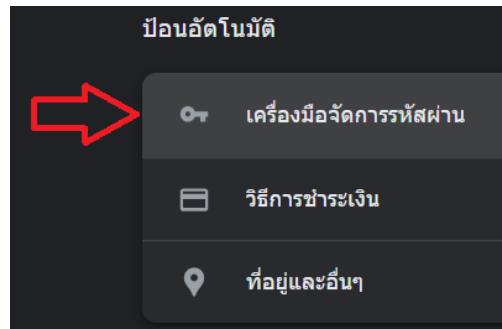 ป้อนอัตโนมัติ
เครื่องมือจัดการรหัสผ่าน
วิธีการชำระเงิน
ที่อยู่และอื่นๆ